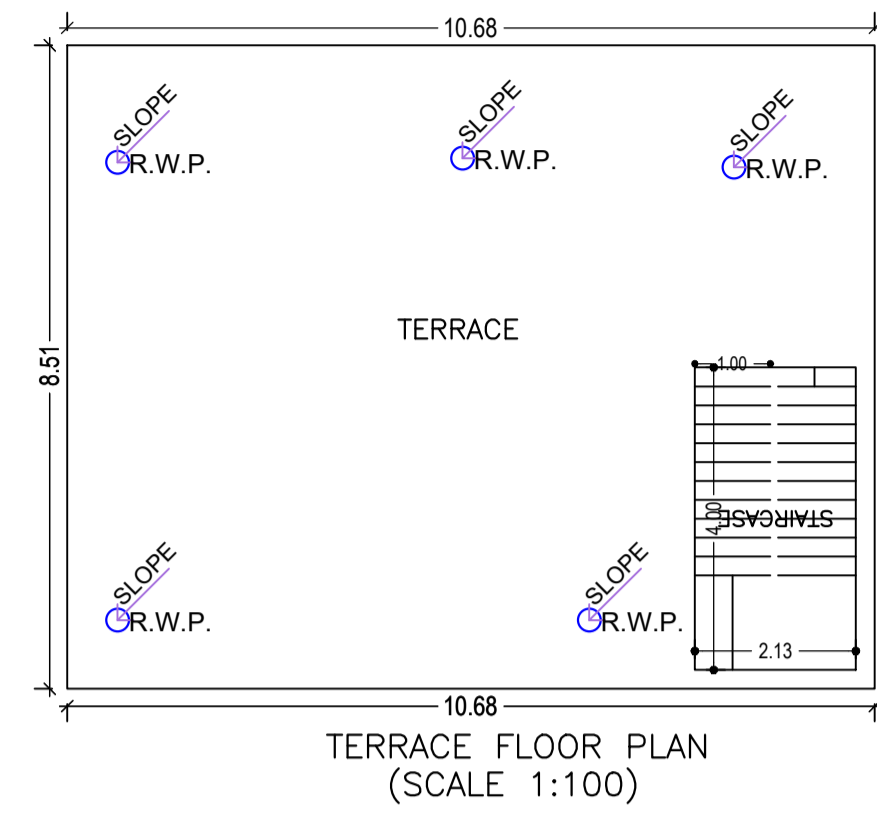 10.68
SLOPE
R.W.P.
SLOPE
R.W.P.
SLOPE
R.W.P.
TERRACE
8.51
1.00
4.00
STAIRCASE
SLOPE
R.W.P.
SLOPE
R.W.P.
2.13
10.68
TERRACE FLOOR PLAN
(SCALE 1:100)